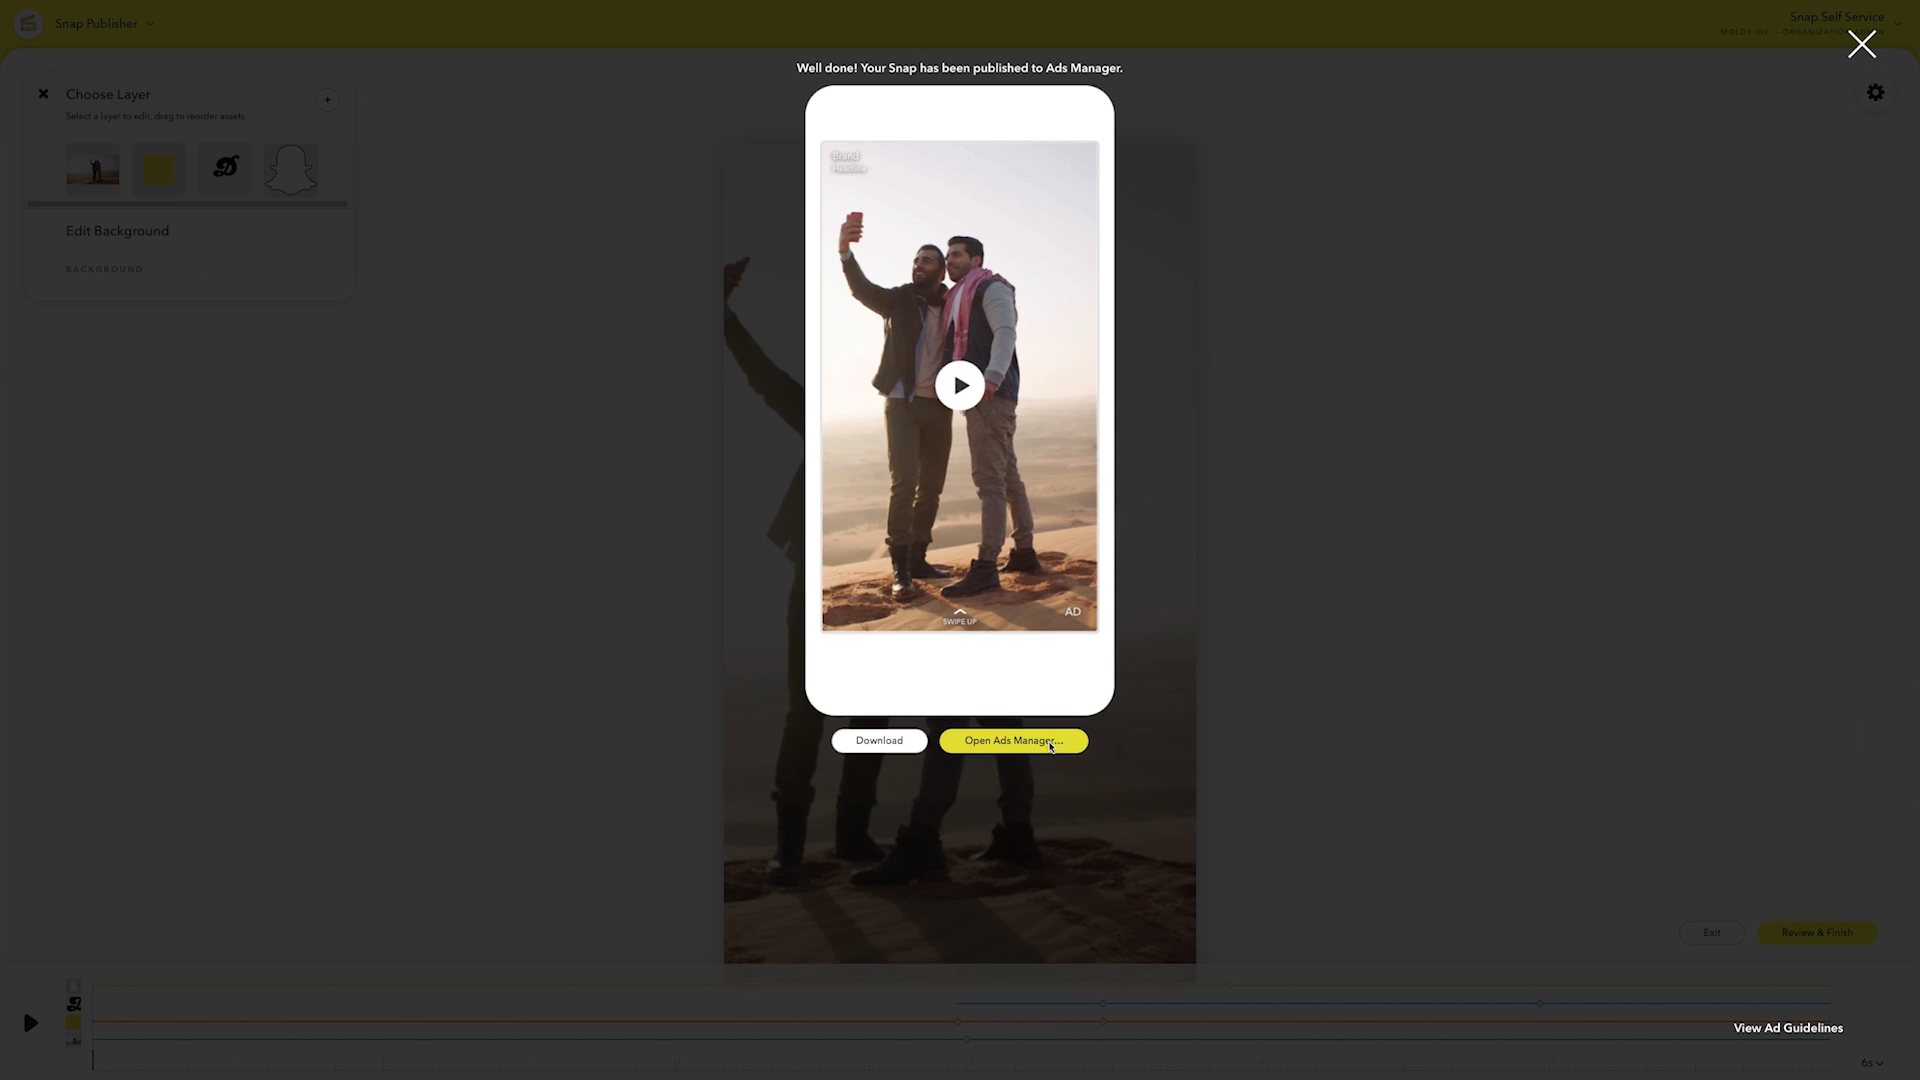 Snap Publisher
Snap Self Service
Well done! Your Snap has been published to Ads Manager.
Choose Layer
Select a layer to edit, drag to reorder assets
Edit Background
BACKGROUND
Brand
Headline
SWIPE UP
AD
Download
Open Ads Manager...
Exit
Review & Finish
View Ad Guidelines
6s